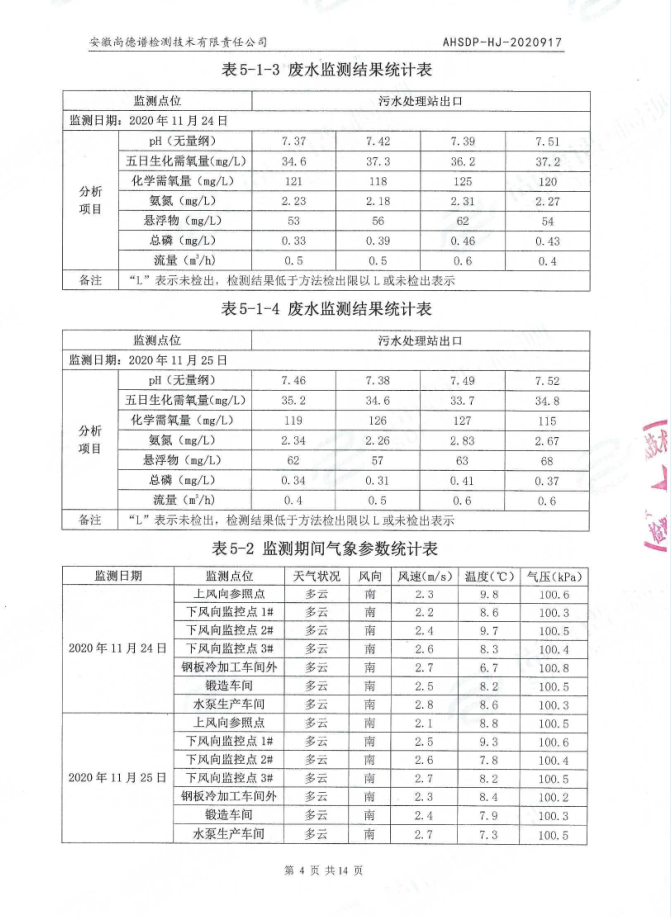 安徽尚德谱检测技术有限责任公司 AHSDP-HJ-2020917
表5-1-3 废水监测结果统计表
监测点位 污水处理站出口
监测日期：2020 年 11 月 24 日
分析项目
pH（无量纲） 7.37 7.42 7.39 7.51
五日生化需氧量(mg/L) 34.6 37.3 36.2 37.2
化学需氧量（mg/L） 121 118 125 120
氨氮（mg/L） 2.23 2.18 2.31 2.27
悬浮物（mg/L） 53 56 62 54
总磷（mg/L） 0.33 0.39 0.46 0.43
流量（m³/h） 0.5 0.5 0.6 0.4
备注 “L”表示未检出，检测结果低于方法检出限以 L 或未检出表示
表5-1-4 废水监测结果统计表
监测点位 污水处理站出口
监测日期：2020 年 11 月 25 日
分析项目
pH（无量纲） 7.46 7.38 7.49 7.52
五日生化需氧量(mg/L) 35.2 34.6 33.7 34.8
化学需氧量（mg/L） 119 126 127 115
氨氮（mg/L） 2.34 2.26 2.83 2.67
悬浮物（mg/L） 62 57 63 68
总磷（mg/L） 0.34 0.31 0.41 0.37
流量（m³/h） 0.4 0.5 0.6 0.6
备注 “L”表示未检出，检测结果低于方法检出限以 L 或未检出表示
表5-2 监测期间气象参数统计表
监测日期 监测点位 天气状况 风向 风速(m/s) 温度(℃) 气压(kPa)
2020 年 11 月 24 日
上风向参照点 多云 南 2.3 9.8 100.6
下风向监控点 1# 多云 南 2.2 8.6 100.3
下风向监控点 2# 多云 南 2.4 9.7 100.5
下风向监控点 3# 多云 南 2.6 8.3 100.4
钢板冷加工车间外 多云 南 2.7 6.7 100.8
锻造车间 多云 南 2.5 8.2 100.5
水泵生产车间 多云 南 2.8 8.6 100.3
2020 年 11 月 25 日
上风向参照点 多云 南 2.1 8.8 100.5
下风向监控点 1# 多云 南 2.5 9.3 100.6
下风向监控点 2# 多云 南 2.6 7.8 100.4
下风向监控点 3# 多云 南 2.7 8.2 100.5
钢板冷加工车间外 多云 南 2.3 8.4 100.2
锻造车间 多云 南 2.4 7.9 100.3
水泵生产车间 多云 南 2.7 7.3 100.5
第 4 页 共 14 页